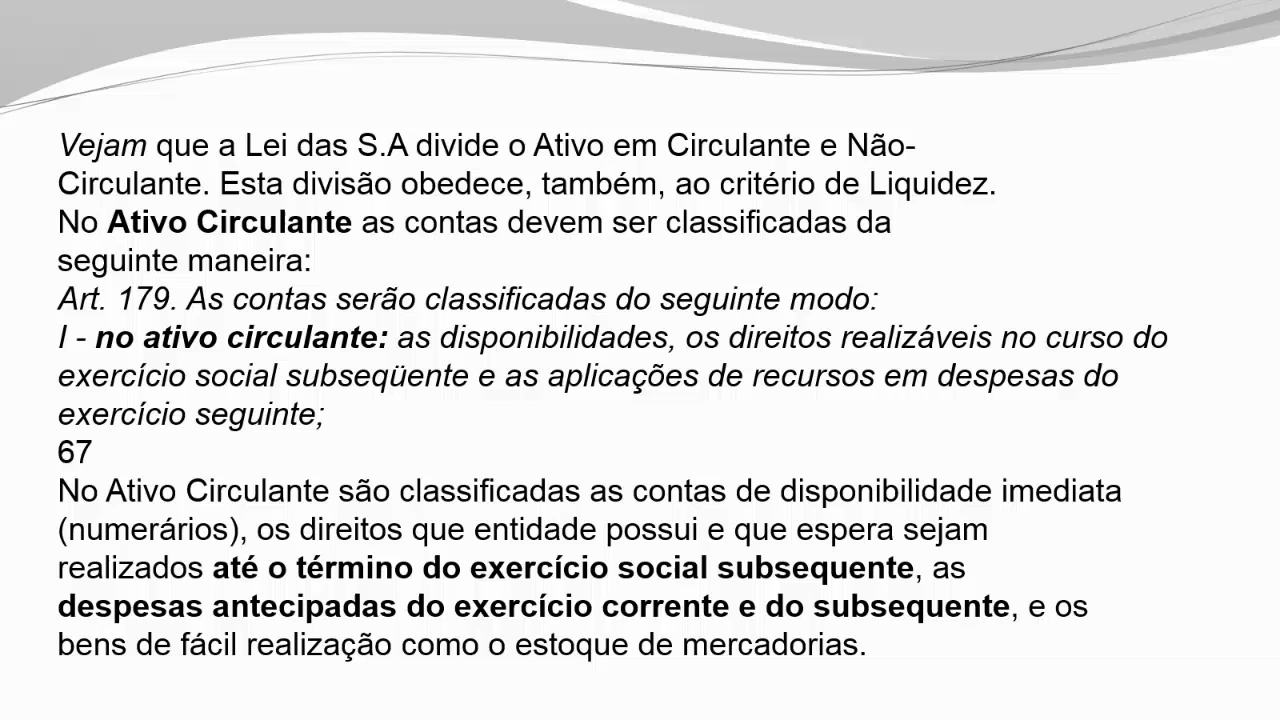 Vejam que a Lei das S.A divide o Ativo em Circulante e Não-
Circulante. Esta divisão obedece, também, ao critério de Liquidez.
No Ativo Circulante as contas devem ser classificadas da
seguinte maneira:
Art. 179. As contas serão classificadas do seguinte modo:
I - no ativo circulante: as disponibilidades, os direitos realizáveis no curso do
exercício social subseqüente e as aplicações de recursos em despesas do
exercício seguinte;
67
No Ativo Circulante são classificadas as contas de disponibilidade imediata
(numerários), os direitos que entidade possui e que espera sejam
realizados até o término do exercício social subsequente, as
despesas antecipadas do exercício corrente e do subsequente, e os
bens de fácil realização como o estoque de mercadorias.